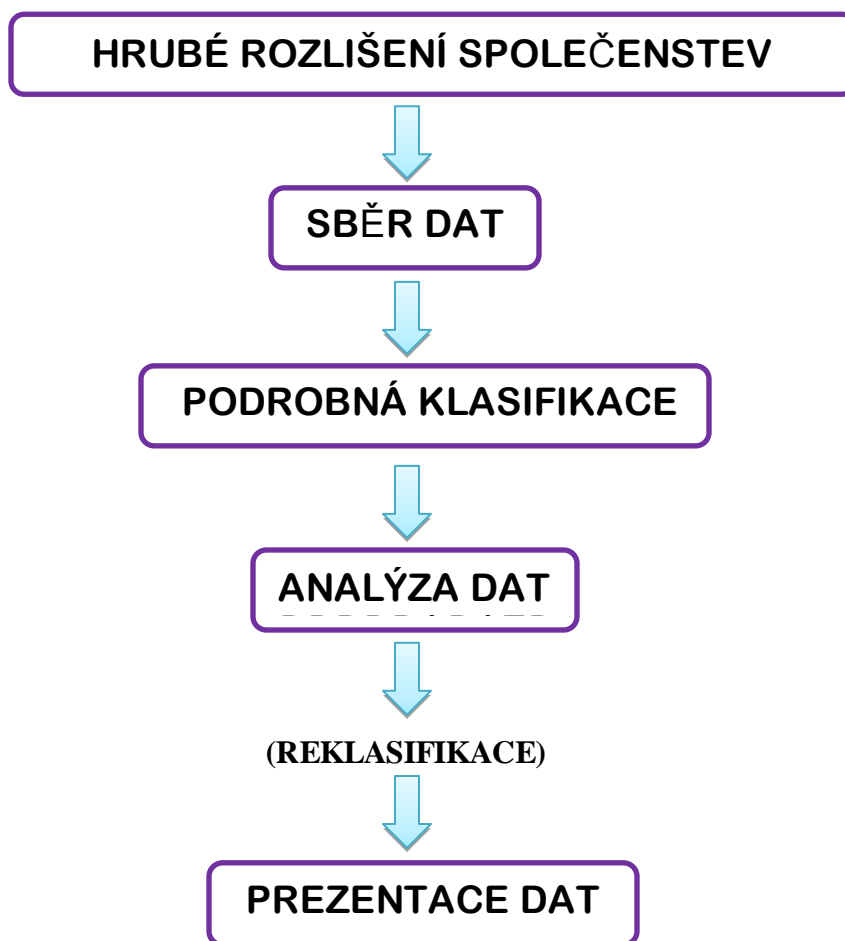 HRUBÉ ROZLIŠENÍ SPOLEČENSTEV
SBĚR DAT
PODROBNÁ KLASIFIKACE
ANALÝZA DAT
(REKLASIFIKACE)
PREZENTACE DAT